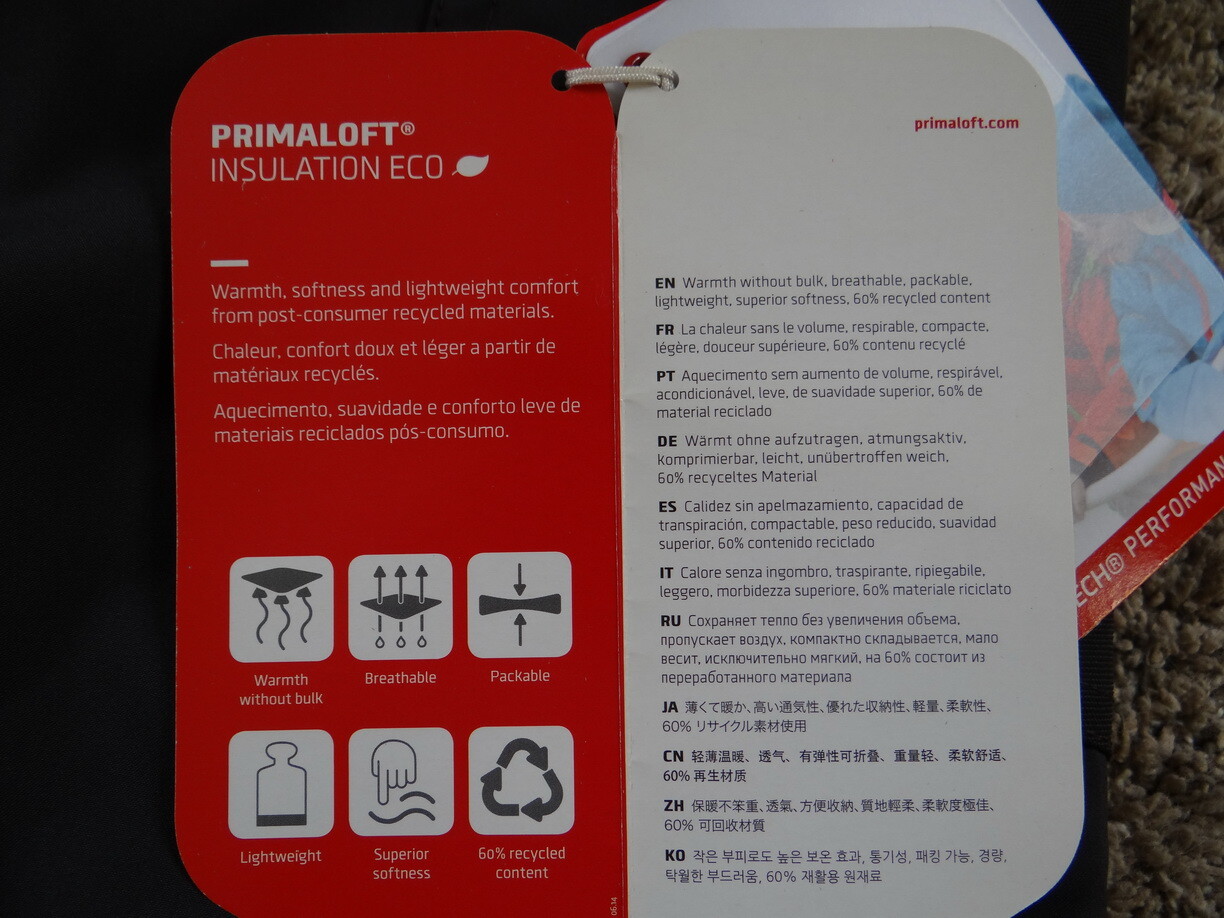 PRIMALOFT®
INSULATION ECO
Warmth, softness and lightweight comfort
from post-consumer recycled materials.
Chaleur, confort doux et léger a partir de
matériaux recyclés.
Aquecimento, suavidade e conforto leve de
materiais reciclados pós-consumo.
Warmth
without bulk
Breathable
Packable
Lightweight
Superior
softness
60% recycled
content
06.14
primaloft.com
EN Warmth without bulk, breathable, packable,
lightweight, superior softness, 60% recycled content
FR La chaleur sans le volume, respirable, compacte,
légère, douceur supérieure, 60% contenu recyclé
PT Aquecimento sem aumento de volume, respirável,
acondicionável, leve, de suavidade superior, 60% de
material reciclado
DE Wärmt ohne aufzutragen, atmungsaktiv,
komprimierbar, leicht, unübertroffen weich,
60% recyceltes Material
ES Calidez sin apelmazamiento, capacidad de
transpiración, compactable, peso reducido, suavidad
superior, 60% contenido reciclado
IT Calore senza ingombro, traspirante, ripiegabile,
leggero, morbidezza superiore, 60% materiale riciclato
RU Сохраняет тепло без увеличения объема,
пропускает воздух, компактно складывается, мало
весит, исключительно мягкий, на 60% состоит из
переработанного материала
JA 薄くて暖か、高い通気性、優れた収納性、軽量、柔軟性、
60% リサイクル素材使用
CN 轻薄温暖、透气、有弹性可折叠、重量轻、柔软舒适、
60% 再生材质
ZH 保暖不笨重、透氣、方便收納、質地輕柔、柔軟度極佳、
60% 可回收材質
KO 작은 부피로도 높은 보온 효과, 통기성, 패킹 가능, 경량,
탁월한 부드러움, 60% 재활용 원재료
ECH® PERFORMAN